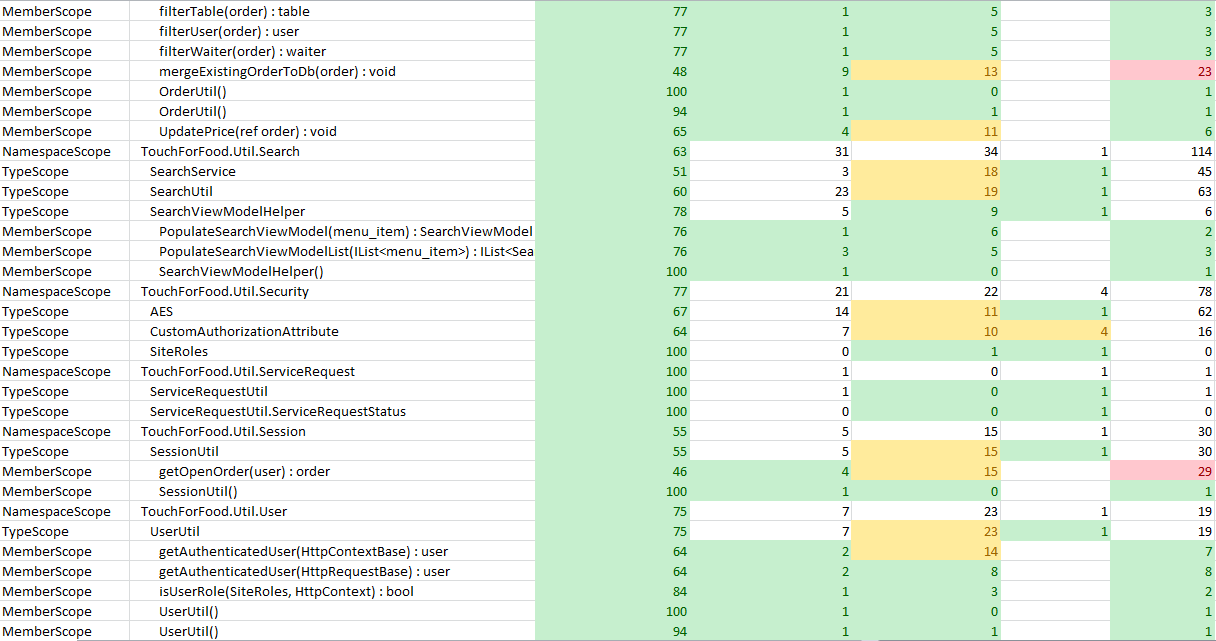 MemberScope filterTable(order) : table 77 1 5 3
MemberScope filterUser(order) : user 77 1 5 3
MemberScope filterWaiter(order) : waiter 77 1 5 3
MemberScope mergeExistingOrderToDb(order) : void 48 9 13 23
MemberScope OrderUtil() 100 1 0 1
MemberScope OrderUtil() 94 1 1 1
MemberScope UpdatePrice(ref order) : void 65 4 11 6
NamespaceScope TouchForFood.Util.Search 63 31 34 1 114
TypeScope SearchService 51 3 18 1 45
TypeScope SearchUtil 60 23 19 1 63
TypeScope SearchViewModelHelper 78 5 9 1 6
MemberScope PopulateSearchViewModel(menu_item) : SearchViewModel 76 1 6 2
MemberScope PopulateSearchViewModelList(IList<menu_item>) : IList<Sea 76 3 5 3
MemberScope SearchViewModelHelper() 100 1 0 1
NamespaceScope TouchForFood.Util.Security 77 21 22 4 78
TypeScope AES 67 14 11 1 62
TypeScope CustomAuthorizationAttribute 64 7 10 4 16
TypeScope SiteRoles 100 0 1 1 0
NamespaceScope TouchForFood.Util.ServiceRequest 100 1 0 1 1
TypeScope ServiceRequestUtil 100 1 0 1 1
TypeScope ServiceRequestUtil.ServiceRequestStatus 100 0 0 1 0
NamespaceScope TouchForFood.Util.Session 55 5 15 1 30
TypeScope SessionUtil 55 5 15 1 30
MemberScope getOpenOrder(user) : order 46 4 15 29
MemberScope SessionUtil() 100 1 0 1
NamespaceScope TouchForFood.Util.User 75 7 23 1 19
TypeScope UserUtil 75 7 23 1 19
MemberScope getAuthenticatedUser(HttpContextBase) : user 64 2 14 7
MemberScope getAuthenticatedUser(HttpRequestBase) : user 64 2 8 8
MemberScope isUserRole(SiteRoles, HttpContext) : bool 84 1 3 2
MemberScope UserUtil() 100 1 0 1
MemberScope UserUtil() 94 1 1 1